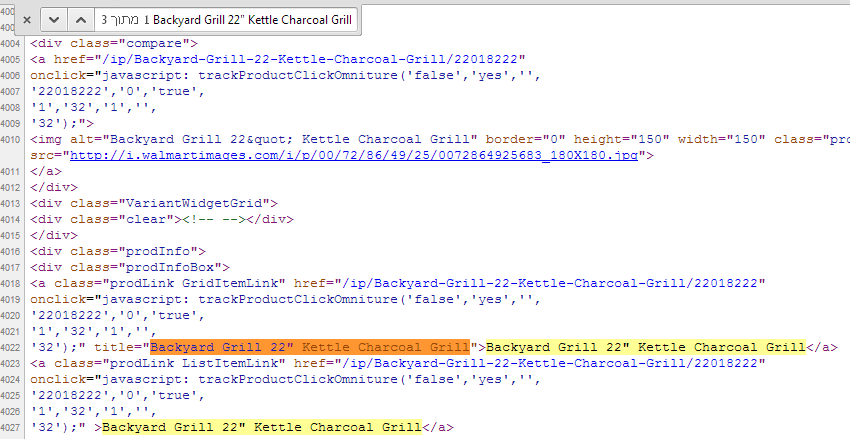 400
× 3 מתוך 1 Backyard Grill 22" Kettle Charcoal Grill
400
4004 <div class="compare">
4005 <a href="/ip/Backyard-Grill-22-Kettle-Charcoal-Grill/22018222"
4006 onclick="javascript: trackProductClickOmniture('false','yes','',
4007 '22018222','0','true',
4008 '1','32','1','',
4009 '32');">
4010 <img alt="Backyard Grill 22&quot; Kettle Charcoal Grill" border="0" height="150" width="150" class="pro
src="http://i.walmartimages.com/i/p/00/72/86/49/25/0072864925683_180X180.jpg">
4011 </a>
4012 </div>
4013 <div class="VariantWidgetGrid">
4014 <div class="clear"><!-- --></div>
4015 </div>
4016 <div class="prodInfo">
4017 <div class="prodInfoBox">
4018 <a class="prodLink GridItemLink" href="/ip/Backyard-Grill-22-Kettle-Charcoal-Grill/22018222"
4019 onclick="javascript: trackProductClickOmniture('false','yes','',
4020 '22018222','0','true',
4021 '1','32','1','',
4022 '32');" title="Backyard Grill 22" Kettle Charcoal Grill">Backyard Grill 22" Kettle Charcoal Grill</a>
4023 <a class="prodLink ListItemLink" href="/ip/Backyard-Grill-22-Kettle-Charcoal-Grill/22018222"
4024 onclick="javascript: trackProductClickOmniture('false','yes','',
4025 '22018222','0','true',
4026 '1','32','1','',
4027 '32');" >Backyard Grill 22" Kettle Charcoal Grill</a>